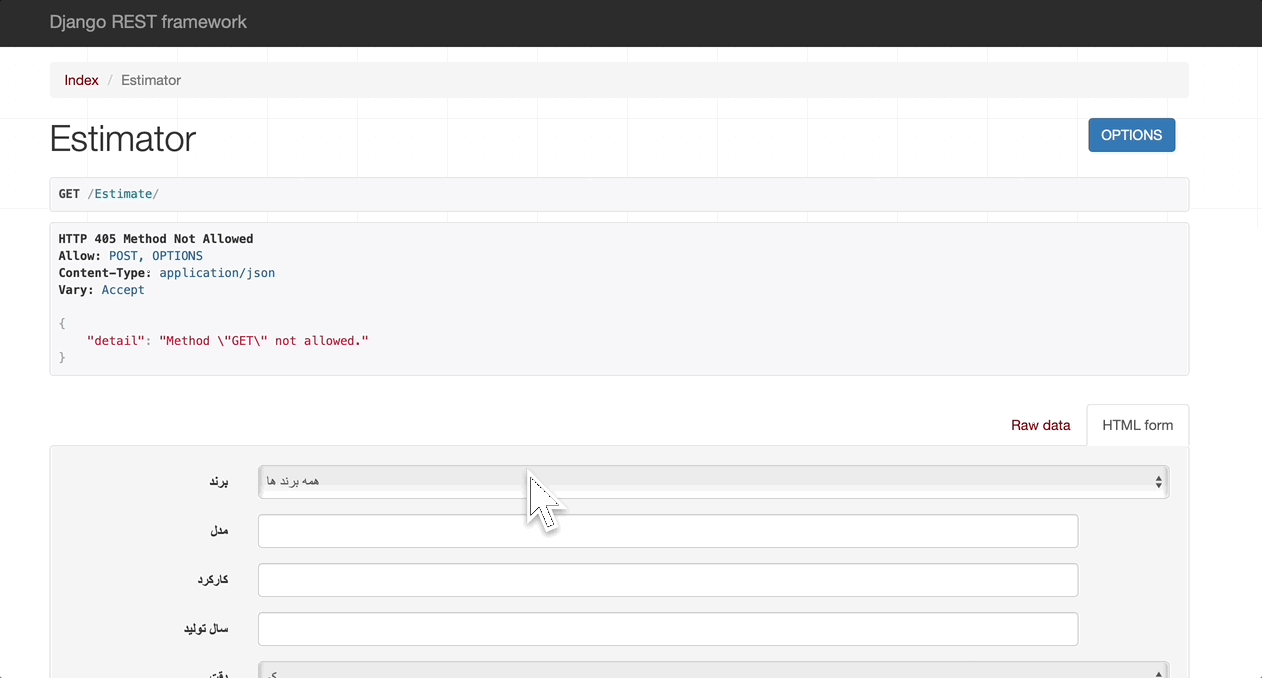 Django REST framework
Index / Estimator
Estimator
OPTIONS
GET /Estimate/
HTTP 405 Method Not Allowed
Allow: POST, OPTIONS
Content-Type: application/json
Vary: Accept
{
"detail": "Method \"GET\" not allowed."
}
Raw data
HTML form
برند
همه برند ها
مدل
کارکرد
سال تولید
دقت